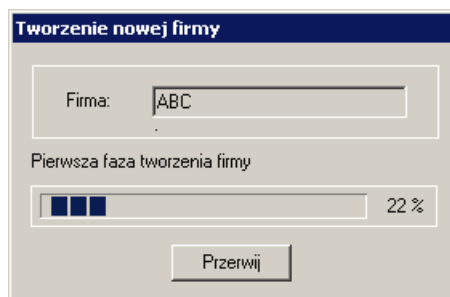 Tworzenie nowej firmy
Firma: ABC
Pierwsza faza tworzenia firmy
22 %
Przerwij